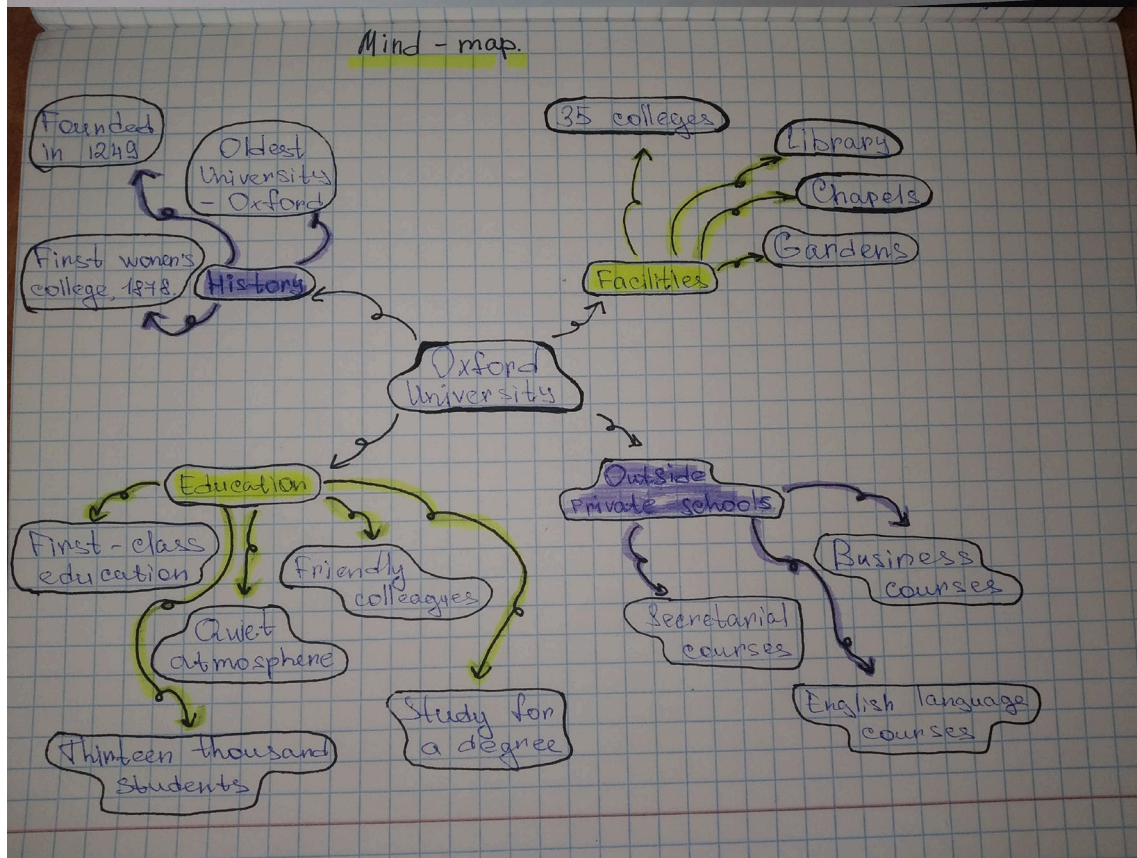 Mind - map.
Founded
in 1249
Oldest
University
- Oxford
First women's
college, 1878
History
35 colleges
Library
Chapels
Gardens
Facilities
Oxford
University
Education
First - class
education
Quiet
atmosphere
Friendly
colleagyes
Thirteen thousand
students
Study for
a degree
Outside
private schools
Business
courses
Secretarial
courses
English language
courses